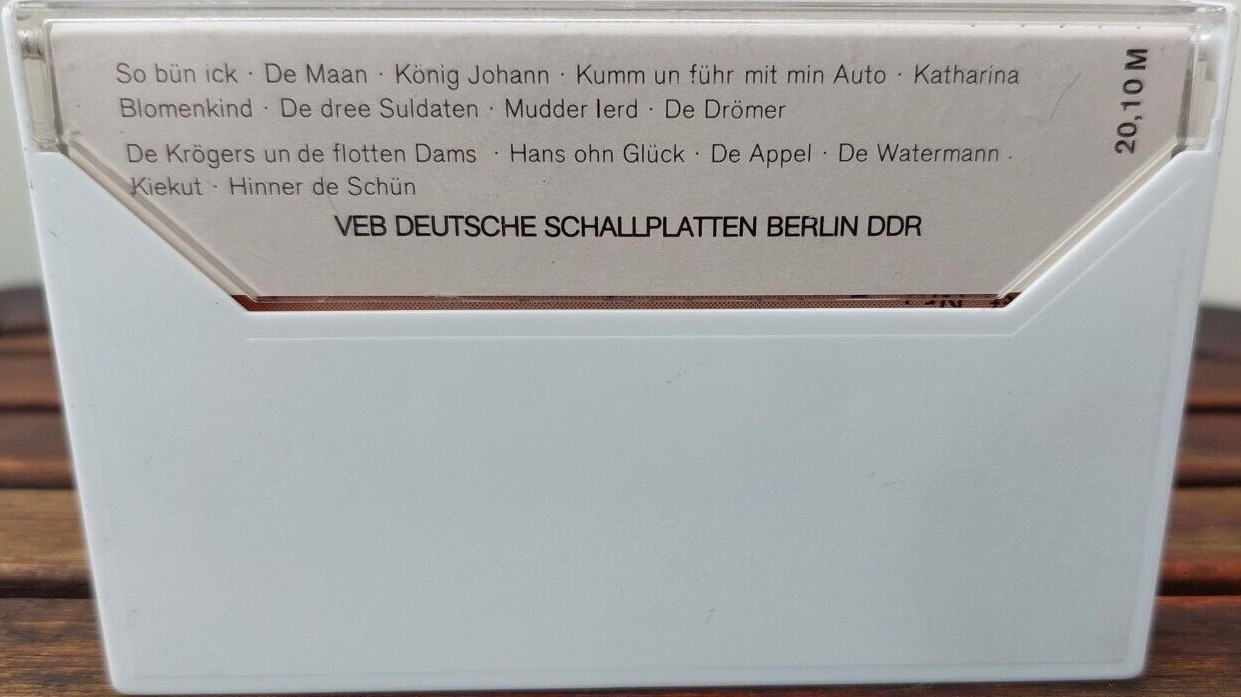 So bün ick · De Maan · König Johann · Kumm un führ mit min Auto · Katharina
Blomenkind · De dree Suldaten · Mudder Ierd · De Drömer
De Krögers un de flotten Dams · Hans ohn Glück · De Appel · De Watermann ·
Kiekut · Hinner de Schün
VEB DEUTSCHE SCHALLPLATTEN BERLIN DDR
20,10 M